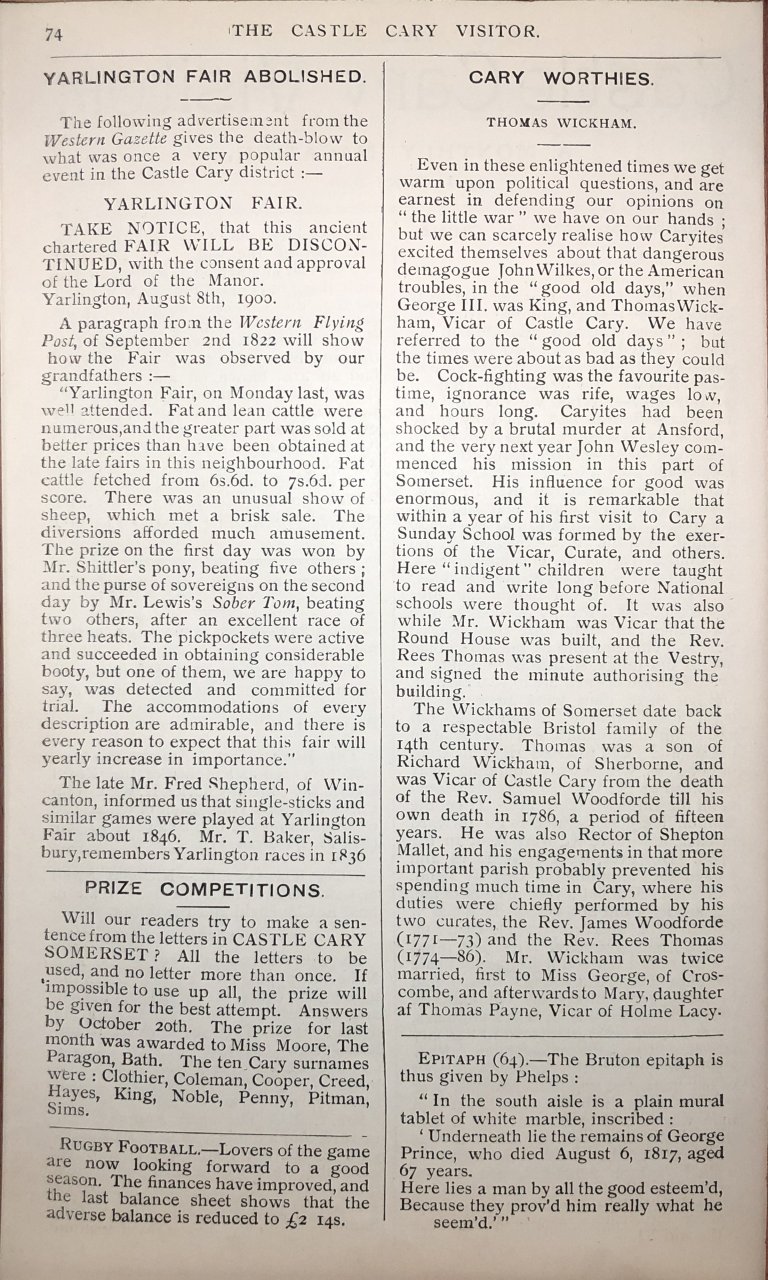 74
THE CASTLE CARY VISITOR.
YARLINGTON FAIR ABOLISHED.
The following advertisement from the
Western Gazette gives the death-blow to
what was once a very popular annual
event in the Castle Cary district :—
YARLINGTON FAIR.
TAKE NOTICE, that this ancient
chartered FAIR WILL BE DISCON-
TINUED, with the consent and approval
of the Lord of the Manor.
Yarlington, August 8th, 1900.
A paragraph from the Western Flying
Post, of September 2nd 1822 will show
how the Fair was observed by our
grandfathers :—
"Yarlington Fair, on Monday last, was
well attended. Fat and lean cattle were
numerous,and the greater part was sold at
better prices than have been obtained at
the late fairs in this neighbourhood. Fat
cattle fetched from 6s.6d. to 7s.6d. per
score. There was an unusual show of
sheep, which met a brisk sale. The
diversions afforded much amusement.
The prize on the first day was won by
Mr. Shittler's pony, beating five others ;
and the purse of sovereigns on the second
day by Mr. Lewis's Sober Tom, beating
two others, after an excellent race of
three heats. The pickpockets were active
and succeeded in obtaining considerable
booty, but one of them, we are happy to
say, was detected and committed for
trial. The accommodations of every
description are admirable, and there is
every reason to expect that this fair will
yearly increase in importance."
The late Mr. Fred Shepherd, of Win-
canton, informed us that single-sticks and
similar games were played at Yarlington
Fair about 1846. Mr. T. Baker, Salis-
bury,remembers Yarlington races in 1836
PRIZE COMPETITIONS.
Will our readers try to make a sen-
tence from the letters in CASTLE CARY
SOMERSET ? All the letters to be
used, and no letter more than once. If
impossible to use up all, the prize will
be given for the best attempt. Answers
by October 20th. The prize for last
month was awarded to Miss Moore, The
Paragon, Bath. The ten Cary surnames
were : Clothier, Coleman, Cooper, Creed,
Hayes, King, Noble, Penny, Pitman,
Sims.
RUGBY FOOTBALL.—Lovers of the game
are now looking forward to a good
season. The finances have improved, and
the last balance sheet shows that the
adverse balance is reduced to £2 14s.
CARY WORTHIES.
THOMAS WICKHAM.
Even in these enlightened times we get
warm upon political questions, and are
earnest in defending our opinions on
"the little war" we have on our hands ;
but we can scarcely realise how Caryites
excited themselves about that dangerous
demagogue John Wilkes, or the American
troubles, in the "good old days," when
George III. was King, and Thomas Wick-
ham, Vicar of Castle Cary. We have
referred to the "good old days" ; but
the times were about as bad as they could
be. Cock-fighting was the favourite pas-
time, ignorance was rife, wages low,
and hours long. Caryites had been
shocked by a brutal murder at Ansford,
and the very next year John Wesley com-
menced his mission in this part of
Somerset. His influence for good was
enormous, and it is remarkable that
within a year of his first visit to Cary a
Sunday School was formed by the exer-
tions of the Vicar, Curate, and others.
Here "indigent" children were taught
to read and write long before National
schools were thought of. It was also
while Mr. Wickham was Vicar that the
Round House was built, and the Rev.
Rees Thomas was present at the Vestry,
and signed the minute authorising the
building.
The Wickhams of Somerset date back
to a respectable Bristol family of the
14th century. Thomas was a son of
Richard Wickham, of Sherborne, and
was Vicar of Castle Cary from the death
of the Rev. Samuel Woodforde till his
own death in 1786, a period of fifteen
years. He was also Rector of Shepton
Mallet, and his engagements in that more
important parish probably prevented his
spending much time in Cary, where his
duties were chiefly performed by his
two curates, the Rev. James Woodforde
(1771—73) and the Rev. Rees Thomas
(1774—86). Mr. Wickham was twice
married, first to Miss George, of Cros-
combe, and afterwards to Mary, daughter
af Thomas Payne, Vicar of Holme Lacy.
EPITAPH (64).—The Bruton epitaph is
thus given by Phelps :
"In the south aisle is a plain mural
tablet of white marble, inscribed :
'Underneath lie the remains of George
Prince, who died August 6, 1817, aged
67 years.
Here lies a man by all the good esteem'd,
Because they prov'd him really what he
seem'd.'"